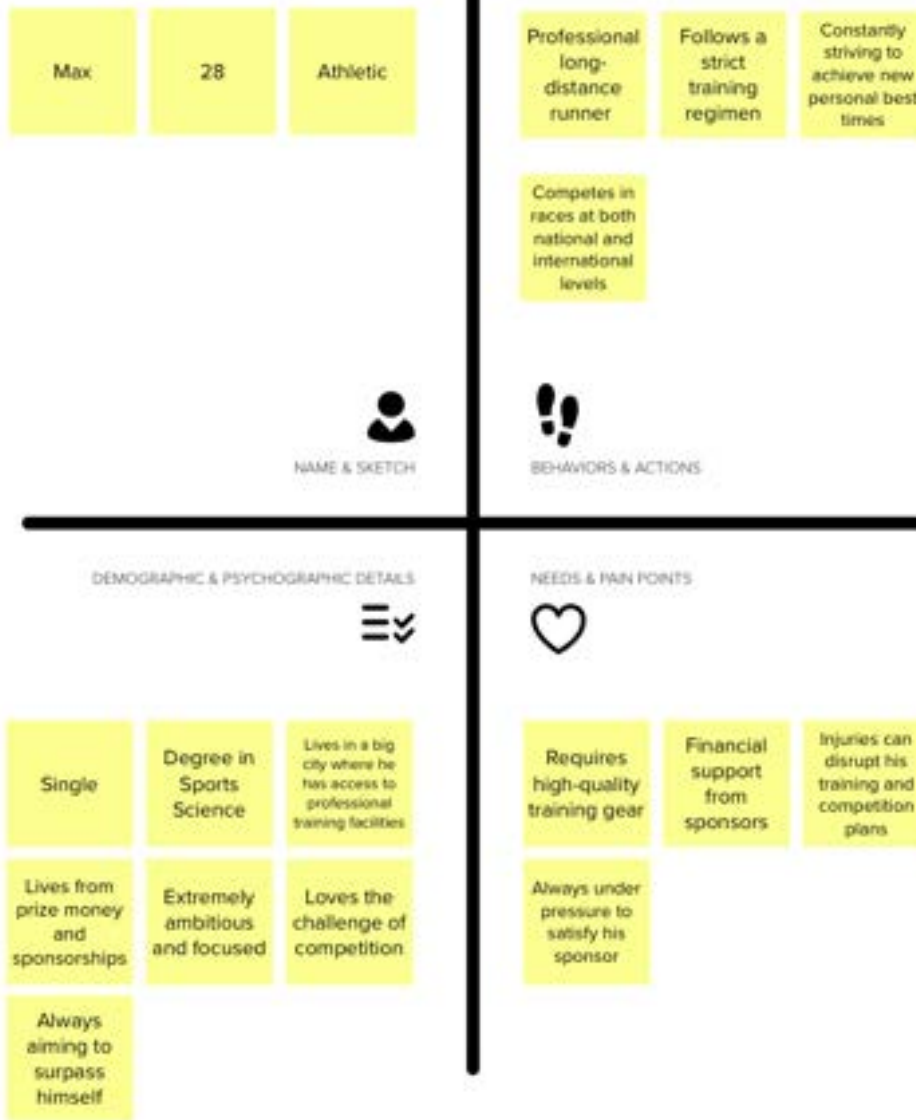 Max
28
Athletic
Professional
long-
distance
runner
Follows a
strict
training
regimen
Constantly
striving to
achieve new
personal best
times
Competes in
races at both
national and
international
levels
NAME & SKETCH
BEHAVIORS & ACTIONS
DEMOGRAPHIC & PSYCHOGRAPHIC DETAILS
NEEDS & PAIN POINTS
Single
Degree in
Sports
Science
Lives in a big
city where he
has access to
professional
training facilities
Lives from
prize money
and
sponsorships
Extremely
ambitious
and focused
Loves the
challenge of
competition
Always
aiming to
surpass
himself
Requires
high-quality
training gear
Financial
support
from
sponsors
Injuries can
disrupt his
training and
competition
plans
Always under
pressure to
satisfy his
sponsor